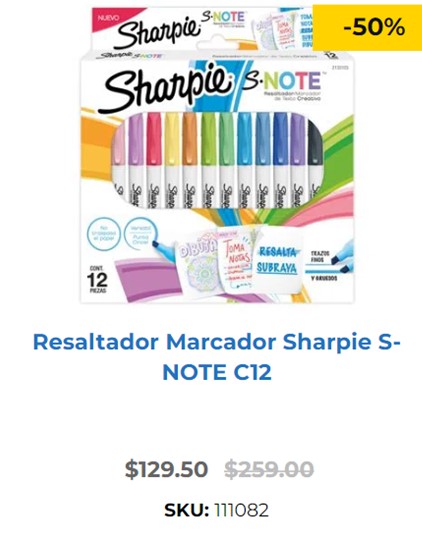 NUEVO
Sharpie S·NOTE
-50%
Sharpie S·NOTE™
Resaltador/Marcador
de Texto Creativo
No traspasa
el papel
Versátil
Punta
Cincel
DIBUJA
TOMA
NOTAS
RESALTA
SUBRAYA
TRAZOS
FINOS
Y GRUESOS
CONT.
12
PIEZAS
Resaltador Marcador Sharpie S-
NOTE C12
$129.50 $259.00
SKU: 111082